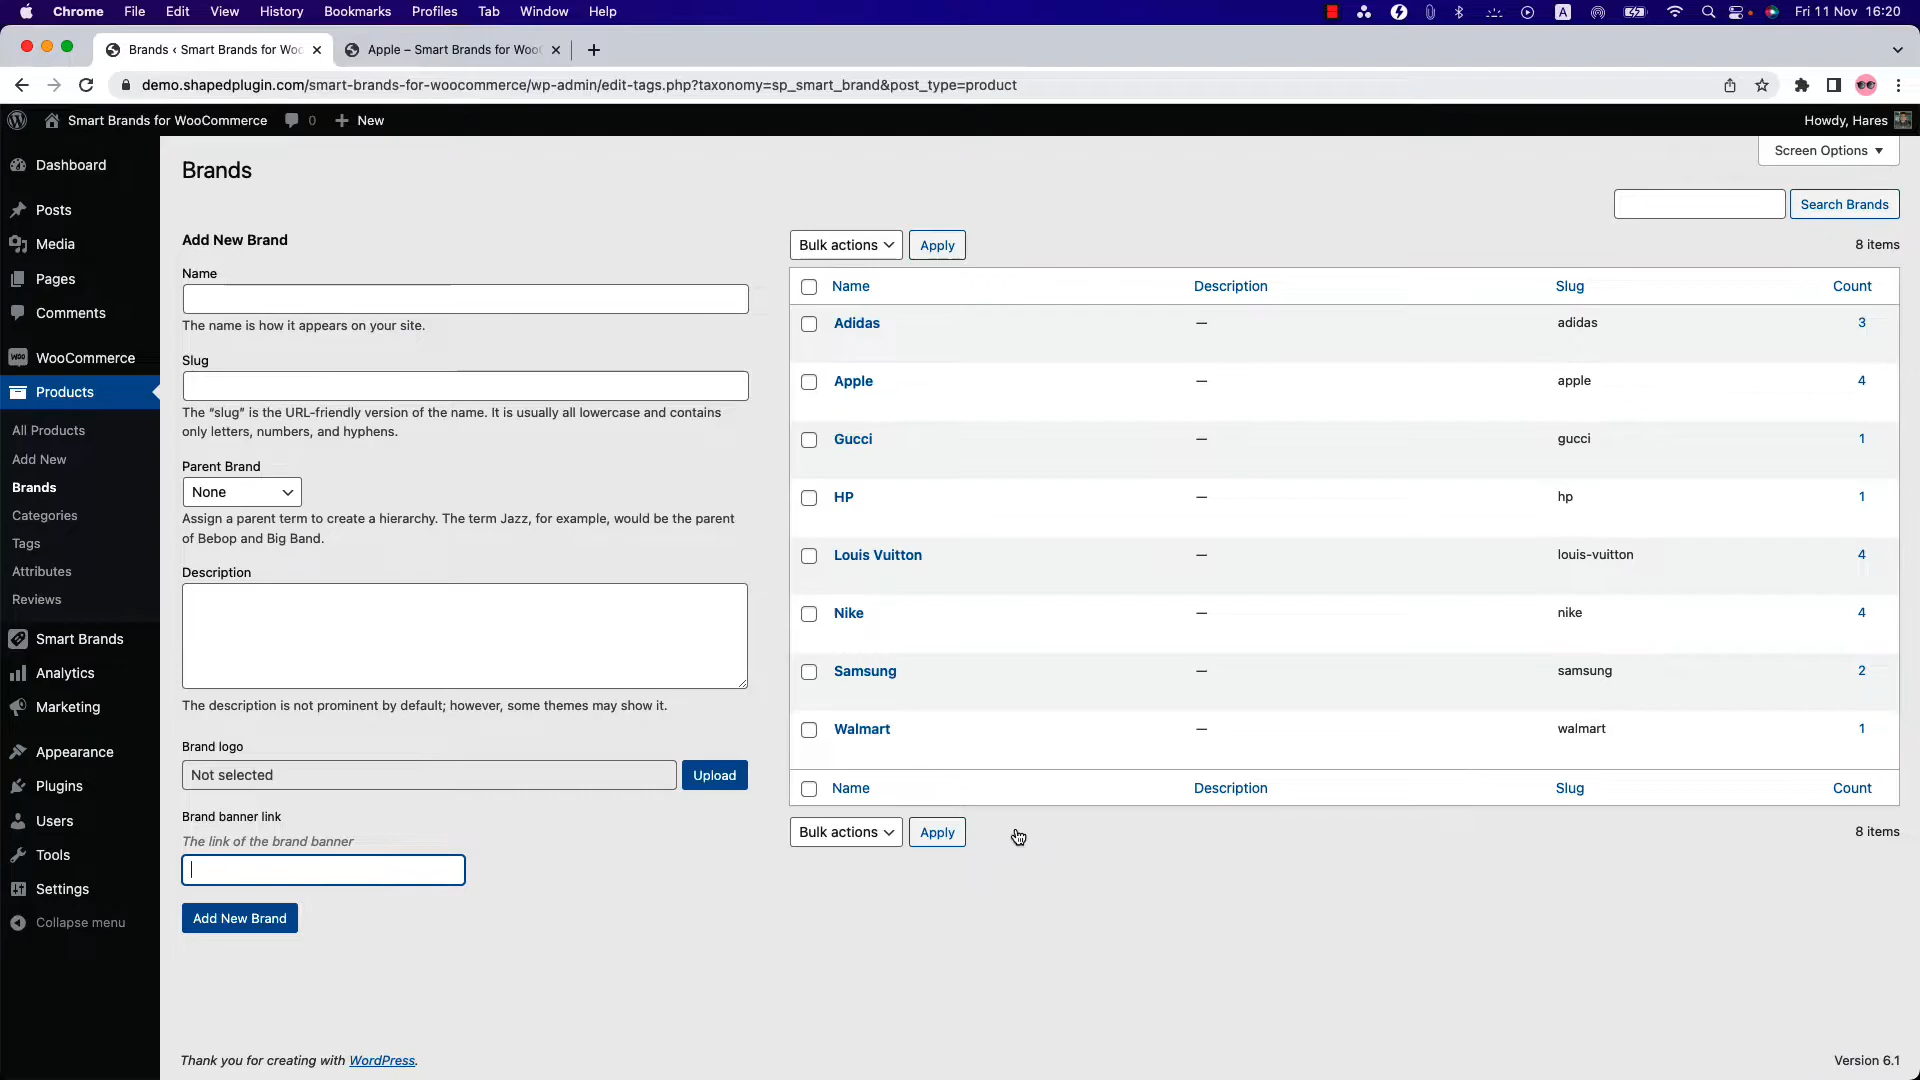 Chrome File Edit View History Bookmarks Profiles Tab Window Help
A Fri 11 Nov 16:20
Brands ‹ Smart Brands for Woo
Apple – Smart Brands for Woo
demo.shapedplugin.com/smart-brands-for-woocommerce/wp-admin/edit-tags.php?taxonomy=sp_smart_brand&post_type=product
Smart Brands for WooCommerce 0 New
Howdy, Hares
Dashboard
Posts
Media
Pages
Comments
WOO WooCommerce
Products
All Products
Add New
Brands
Categories
Tags
Attributes
Reviews
Smart Brands
Analytics
Marketing
Appearance
Plugins
Users
Tools
Settings
Collapse menu
Brands
Screen Options
Search Brands
Add New Brand
Name
The name is how it appears on your site.
Slug
The “slug” is the URL-friendly version of the name. It is usually all lowercase and contains
only letters, numbers, and hyphens.
Parent Brand
None
Assign a parent term to create a hierarchy. The term Jazz, for example, would be the parent
of Bebop and Big Band.
Description
The description is not prominent by default; however, some themes may show it.
Brand logo
Not selected
Upload
Brand banner link
The link of the brand banner
Add New Brand
Bulk actions Apply 8 items
Name Description Slug Count
Adidas — adidas 3
Apple — apple 4
Gucci — gucci 1
HP — hp 1
Louis Vuitton — louis-vuitton 4
Nike — nike 4
Samsung — samsung 2
Walmart — walmart 1
Name Description Slug Count
Bulk actions Apply 8 items
Thank you for creating with WordPress.
Version 6.1